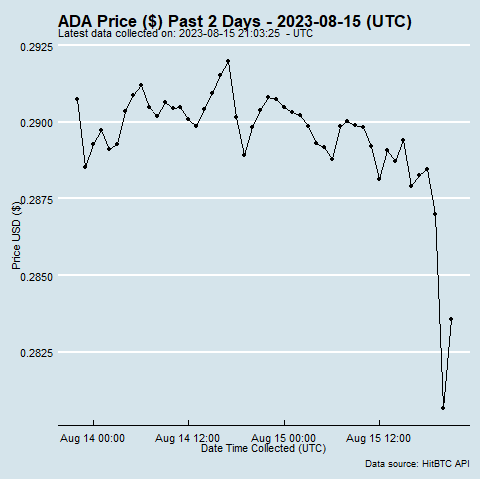 ADA Price ($) Past 2 Days - 2023-08-15 (UTC)
Latest data collected on: 2023-08-15 21:03:25 - UTC
0.2925
0.2900
0.2875
0.2850
0.2825
Price USD ($)
Aug 14 00:00 Aug 14 12:00 Aug 15 00:00 Aug 15 12:00
Date Time Collected (UTC)
Data source: HitBTC API